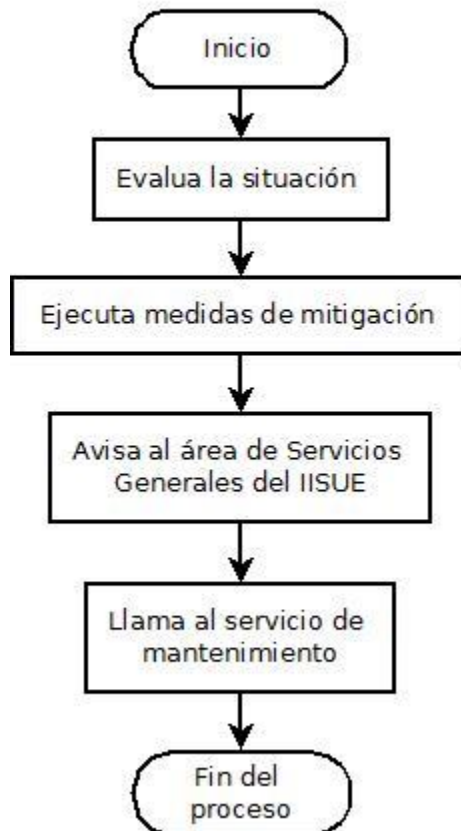 Inicio
Evalua la situación
Ejecuta medidas de mitigación
Avisa al área de Servicios
Generales del IISUE
Llama al servicio de
mantenimiento
Fin del
proceso